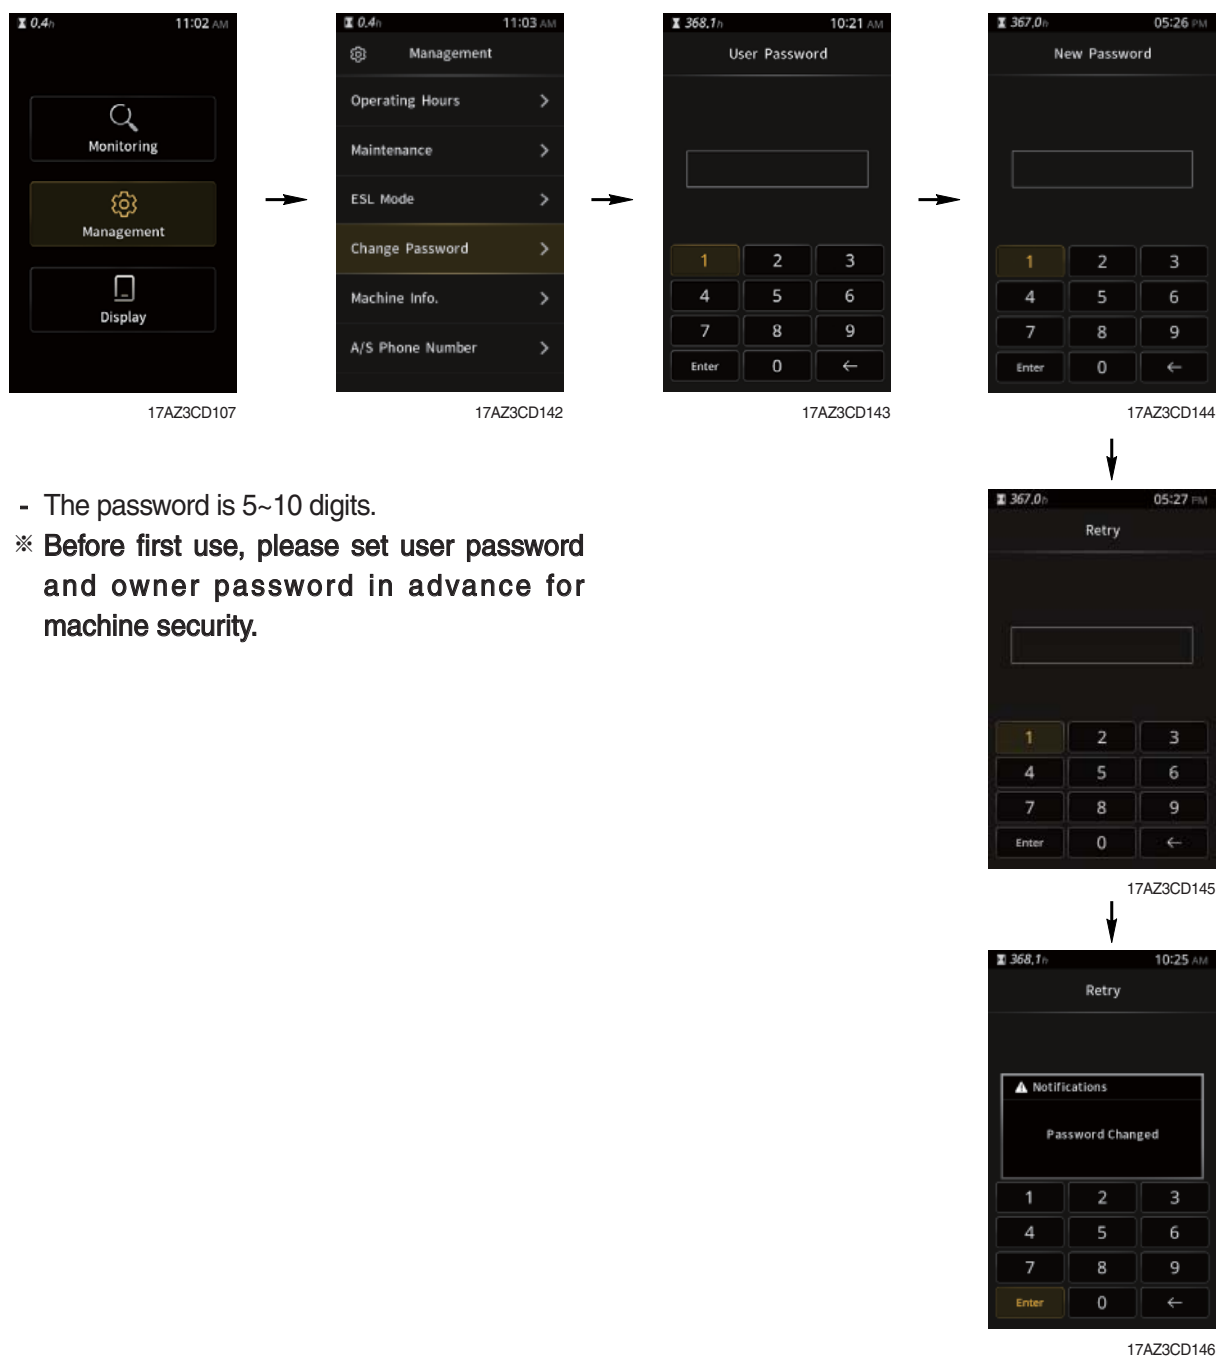 0.4h 11:02 AM
Monitoring
Management
Display
17AZ3CD107
0.4h 11:03 AM
Management
Operating Hours
Maintenance
ESL Mode
Change Password
Machine Info.
A/S Phone Number
17AZ3CD142
368.1h 10:21 AM
User Password
1 2 3
4 5 6
7 8 9
Enter 0 ←
17AZ3CD143
367.0h 05:26 PM
New Password
1 2 3
4 5 6
7 8 9
Enter 0 ←
17AZ3CD144
- The password is 5~10 digits.
※ Before first use, please set user password
and owner password in advance for
machine security.
367.0h 05:27 PM
Retry
1 2 3
4 5 6
7 8 9
Enter 0 ←
17AZ3CD145
368.1h 10:25 AM
Retry
Notifications
Password Changed
1 2 3
4 5 6
7 8 9
Enter 0 ←
17AZ3CD146